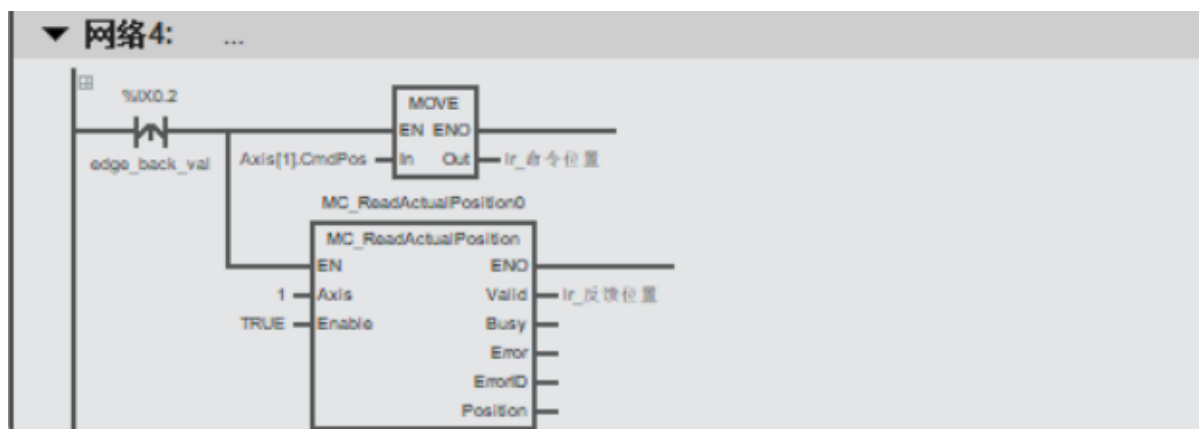 网络4: ...
%IX0.2
edge_back_val
MOVE
EN ENO
Axis[1].CmdPos In Out lr_命令位置
MC_ReadActualPosition0
MC_ReadActualPosition
EN ENO
1 Axis Valid lr_反馈位置
TRUE Enable Busy
Error
ErrorID
Position